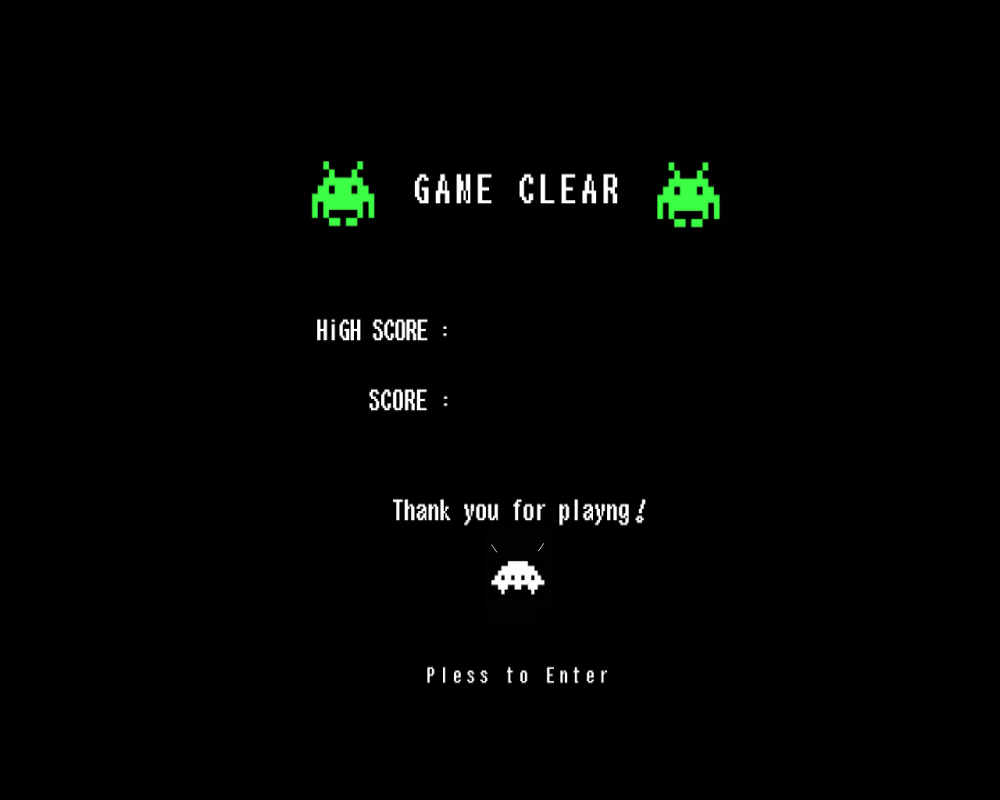 GAME CLEAR
HiGH SCORE :
SCORE :
Thank you for playng!
Pless to Enter